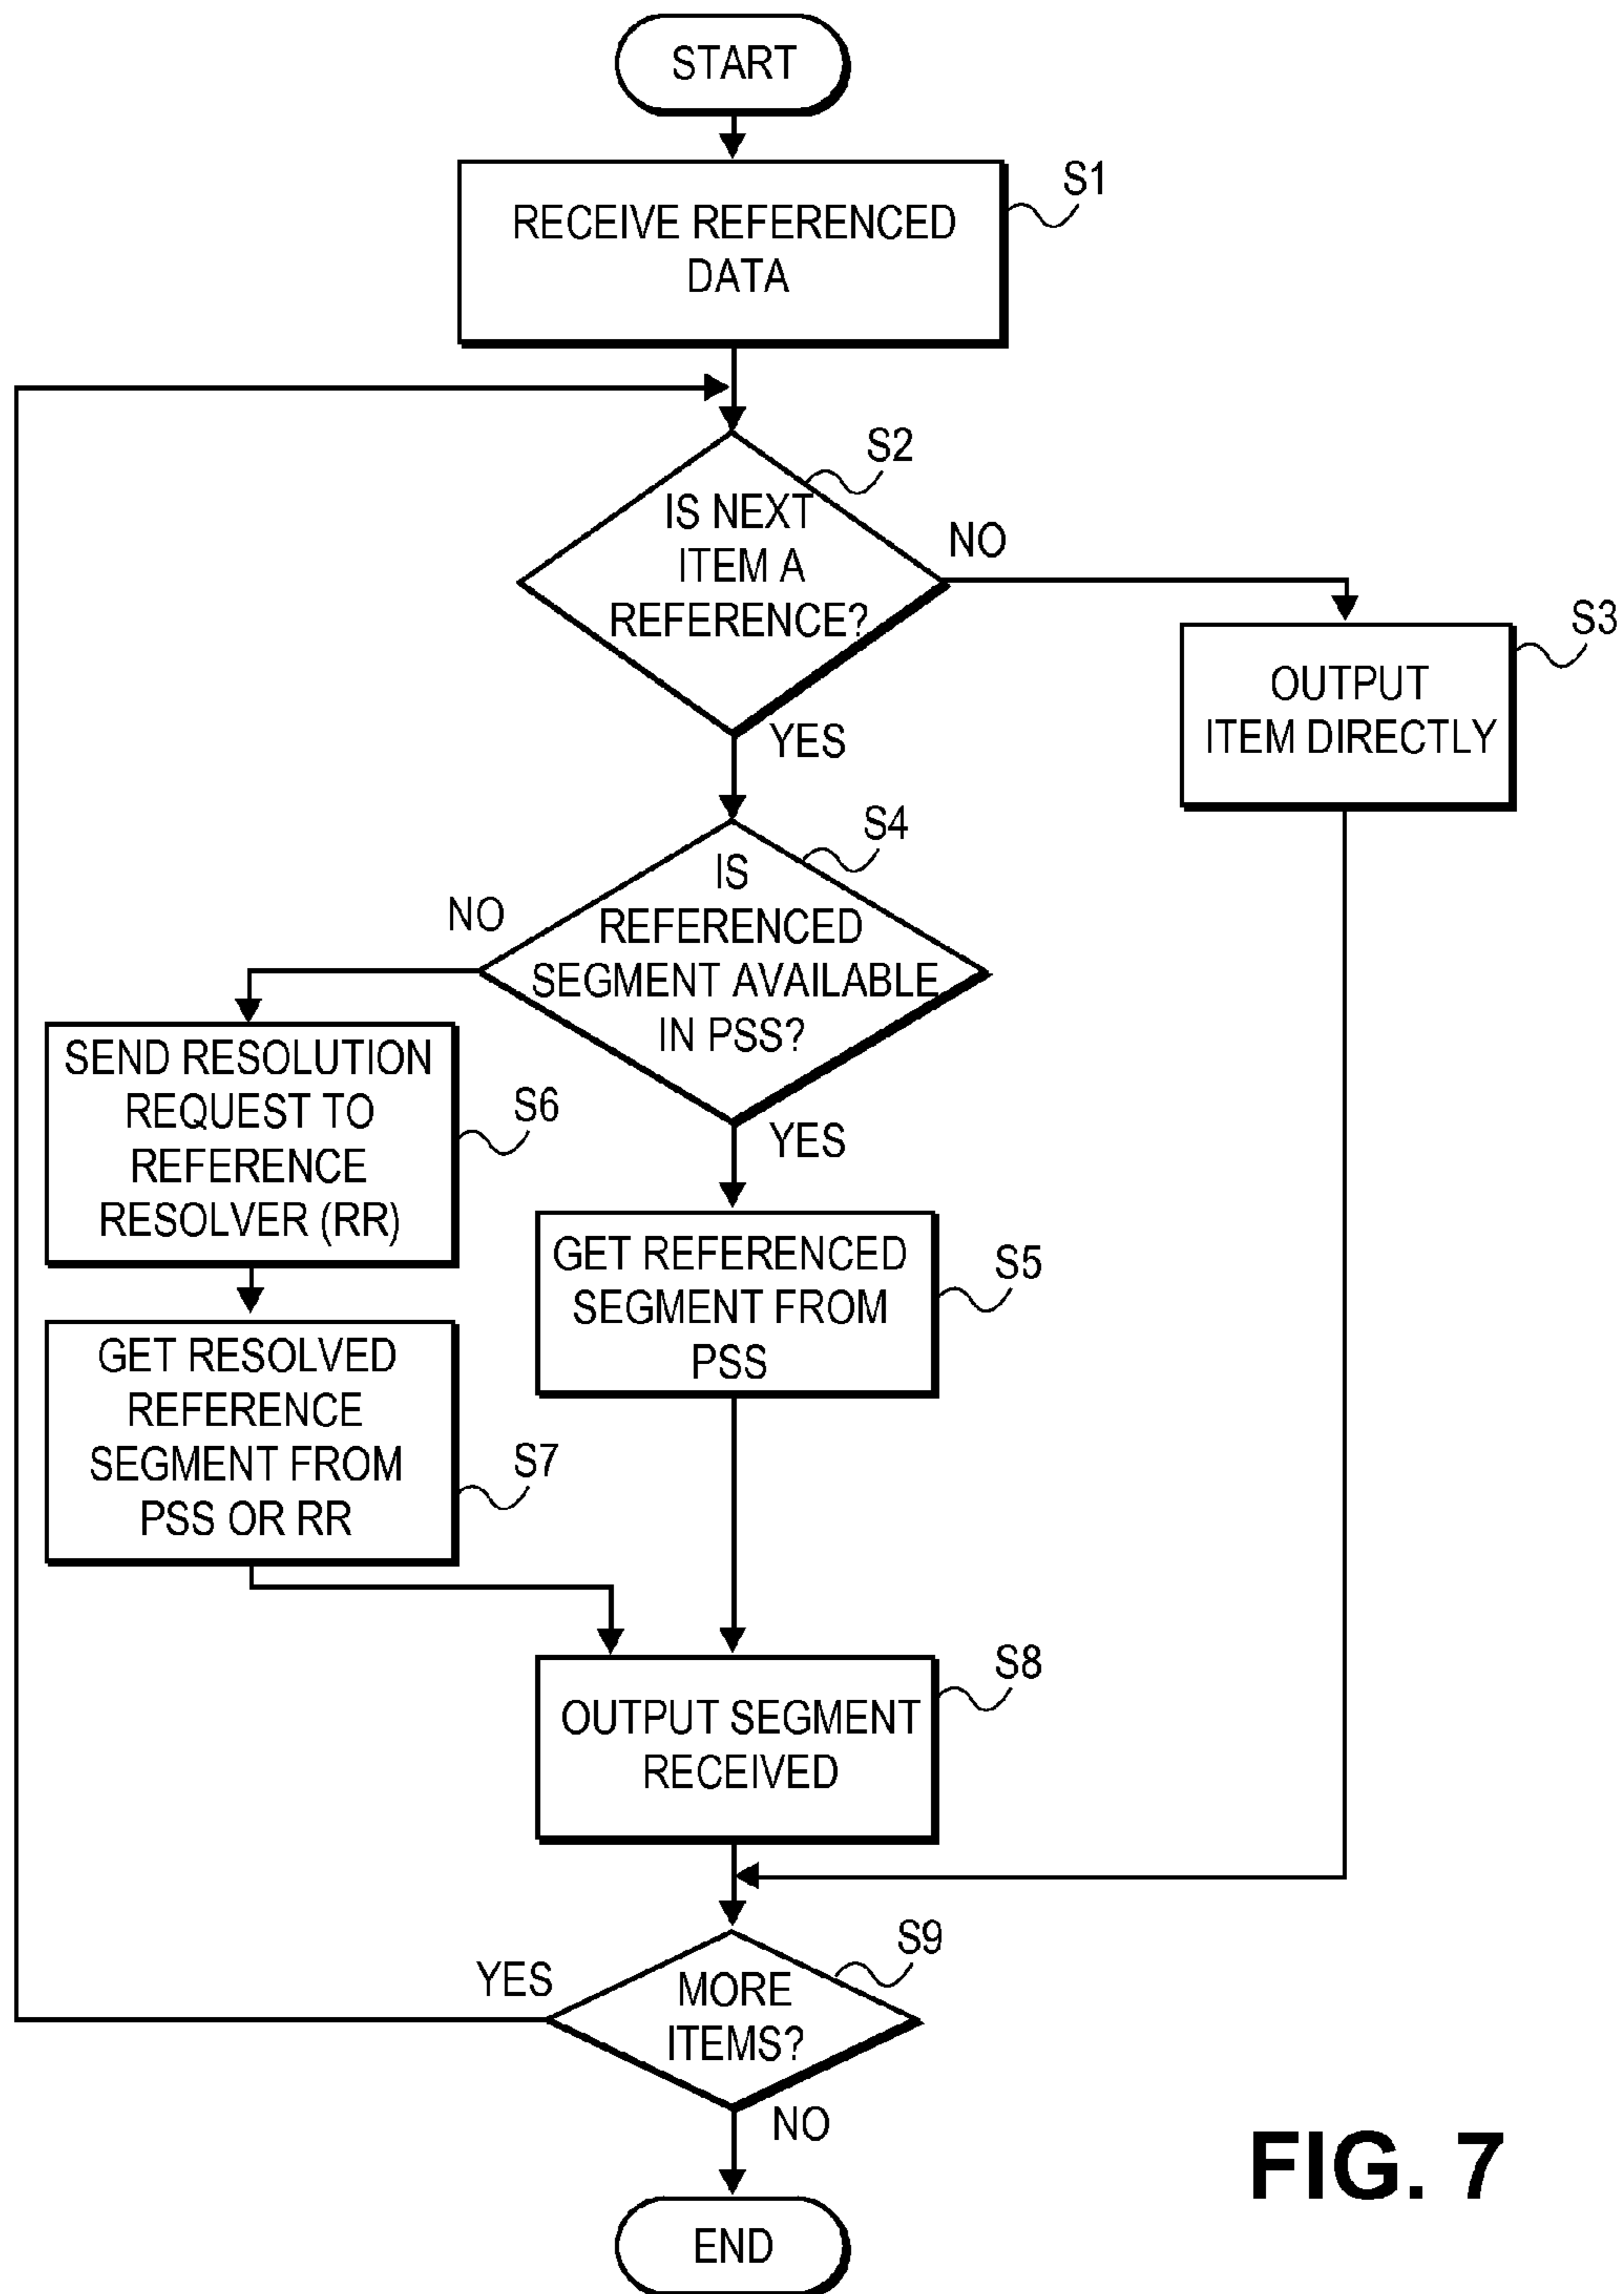 START
S1
RECEIVE REFERENCED
DATA
S2
IS NEXT
ITEM A
REFERENCE?
NO
YES
S3
OUTPUT
ITEM DIRECTLY
S4
IS
REFERENCED
SEGMENT AVAILABLE
IN PSS?
NO
YES
SEND RESOLUTION
REQUEST TO
REFERENCE
RESOLVER (RR)
S6
GET REFERENCED
SEGMENT FROM
PSS
S5
GET RESOLVED
REFERENCE
SEGMENT FROM
PSS OR RR
S7
S8
OUTPUT SEGMENT
RECEIVED
S9
YES
MORE
ITEMS?
NO
END
FIG. 7